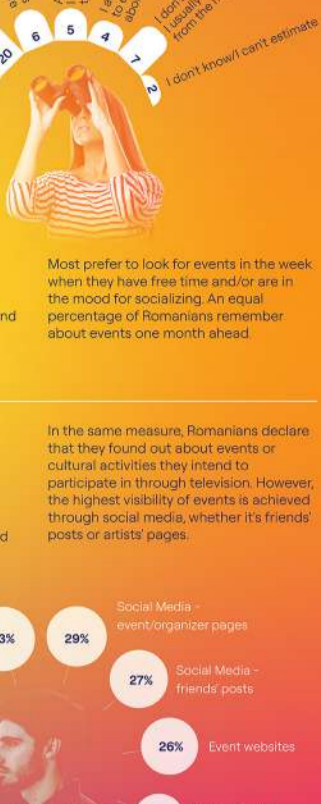 20
6
5
4
7
2
I don't
I usually
from the
I don't know/I can't estimate
Most prefer to look for events in the week
when they have free time and/or are in
the mood for socializing. An equal
percentage of Romanians remember
about events one month ahead.
In the same measure, Romanians declare
that they found out about events or
cultural activities they intend to
participate in through television. However,
the highest visibility of events is achieved
through social media, whether it's friends'
posts or artists' pages.
3%
29%
Social Media -
event/organizer pages
27%
Social Media -
friends' posts
26%
Event websites